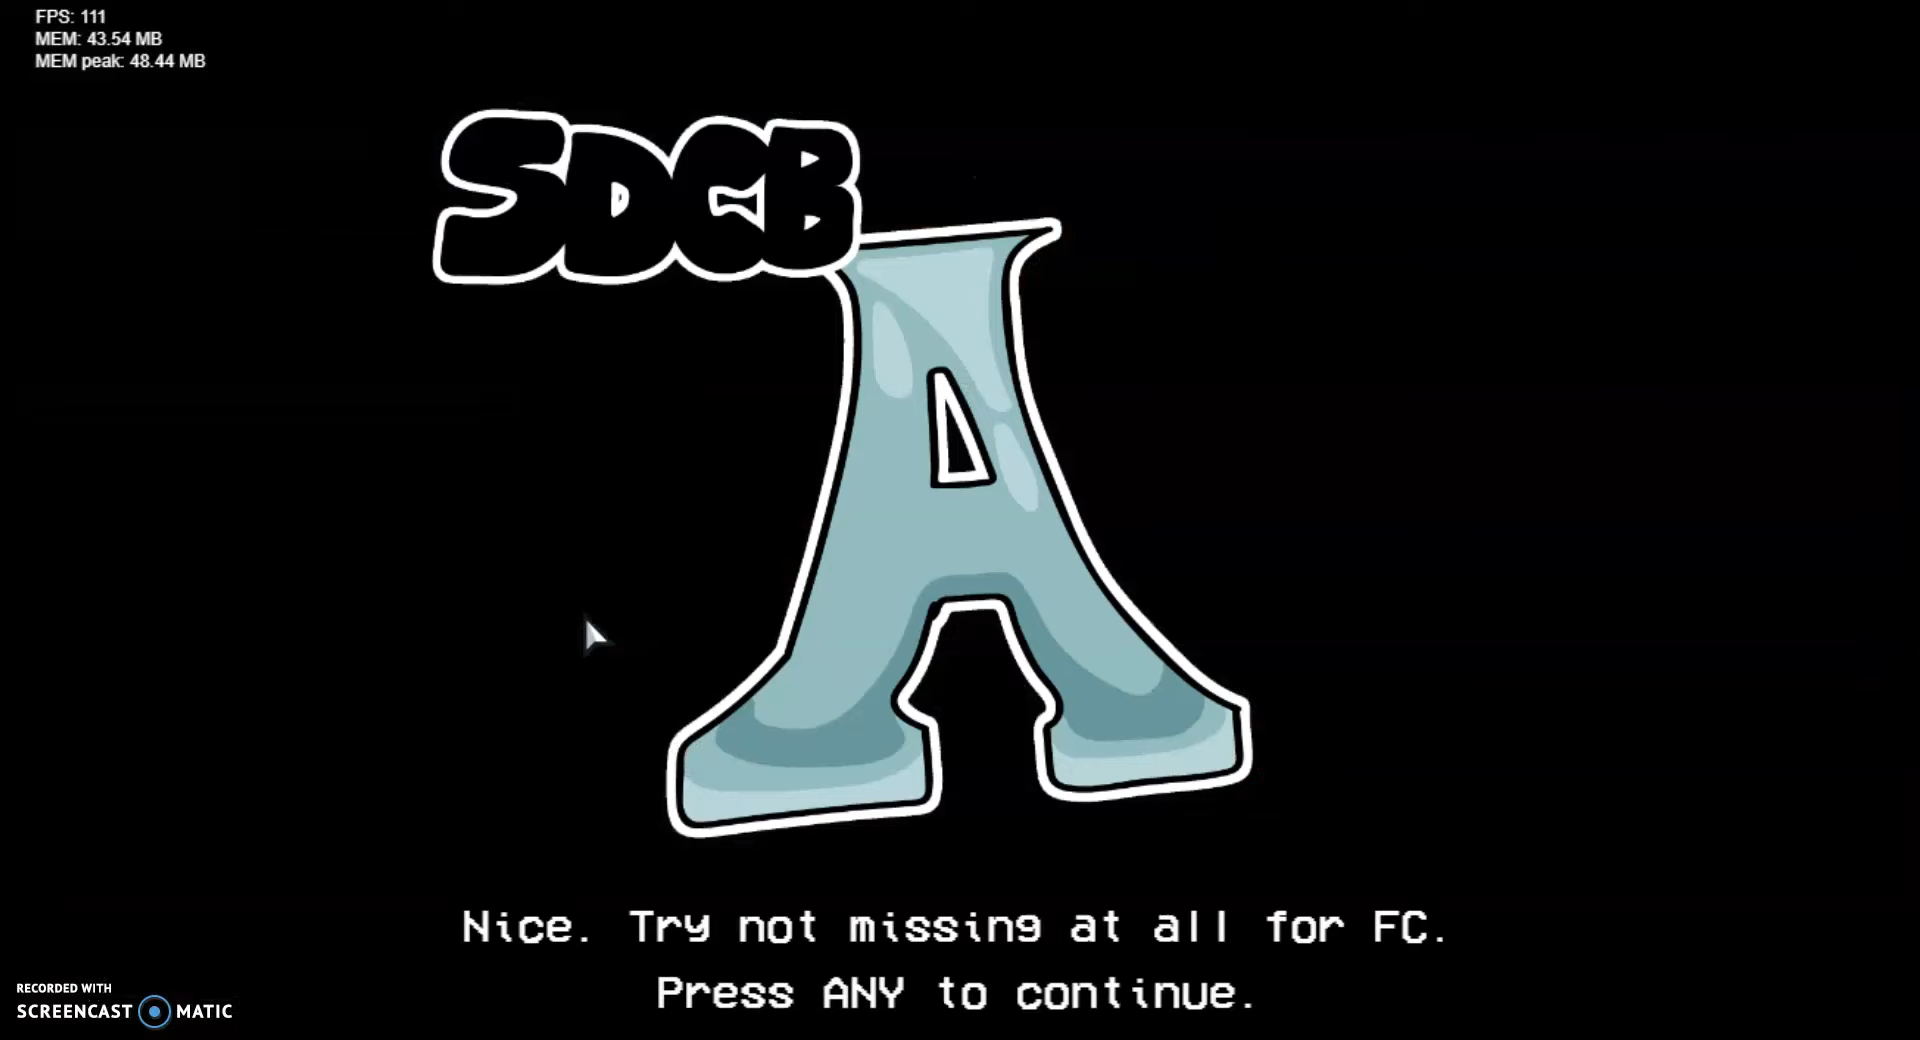 FPS: 111
MEM: 43.54 MB
MEM peak: 48.44 MB
SDCB
A
Nice. Try not missing at all for FC.
Press ANY to continue.
RECORDED WITH
SCREENCAST MATIC